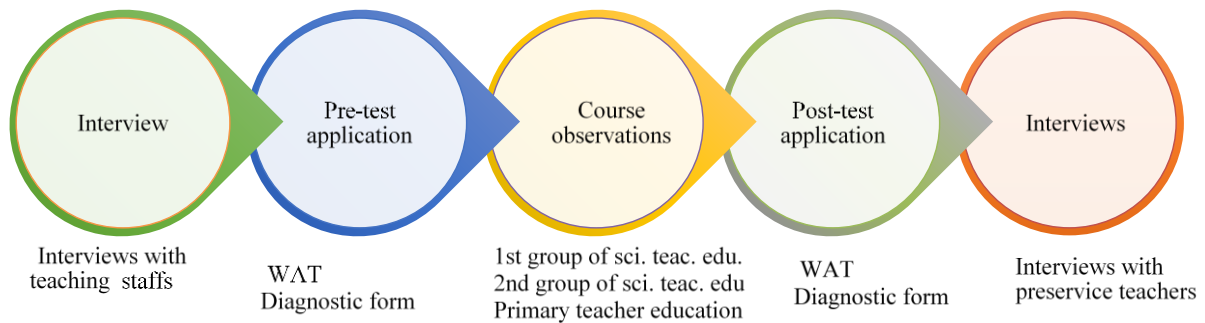 Interview
Pre-test
application
Course
observations
Post-test
application
Interviews
Interviews with
teaching staffs
WΛT
Diagnostic form
1st group of sci. teac. edu.
2nd group of sci. teac. edu
Primary teacher education
WAT
Diagnostic form
Interviews with
preservice teachers